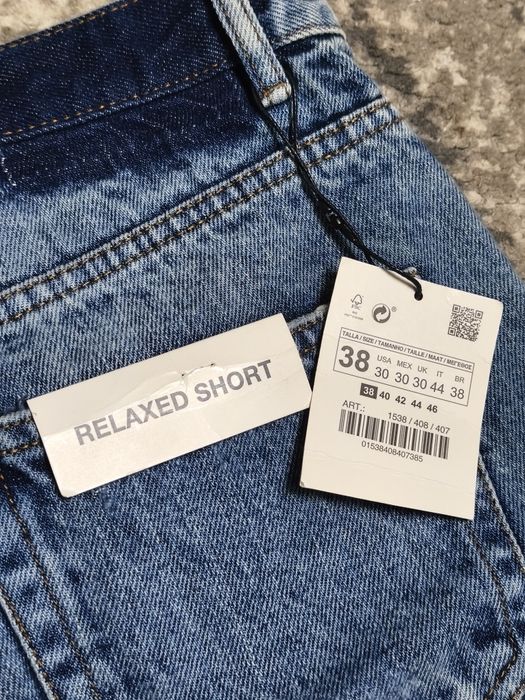 RELAXED SHORT
TALLA / SIZE / TAMANHO / TAILLE / MAAT / ΜΕΓΕΘΟΣ
38
USA MEX UK IT BR
30 30 30 44 38
38 40 42 44 46
ART.: 1538 / 408 / 407
01538408407385